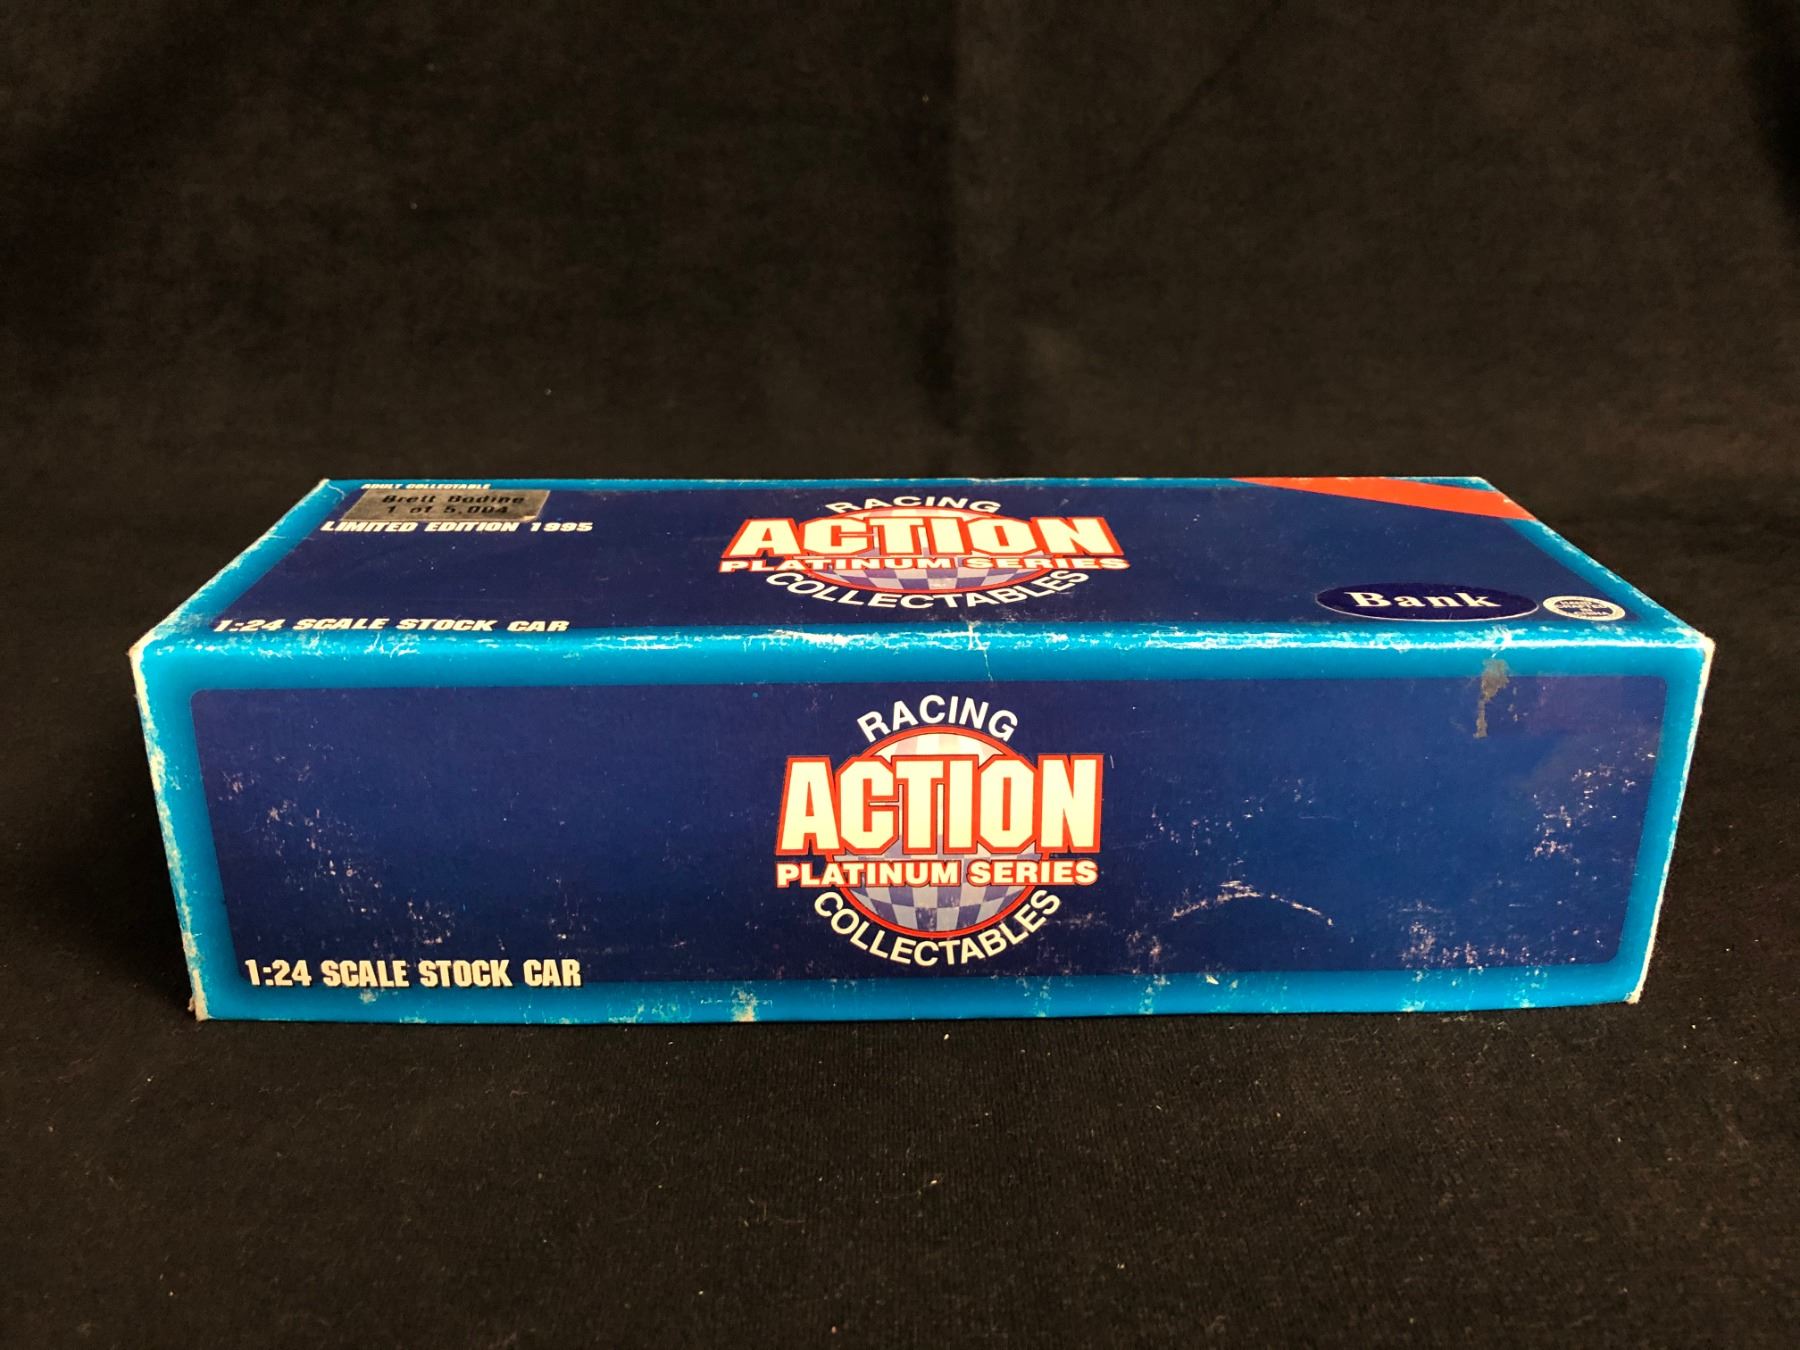 ADULT COLLECTABLE
Brett Bodine
1 of 5,004
LIMITED EDITION 1995
1:24 SCALE STOCK CAR
RACING
ACTION
PLATINUM SERIES
COLLECTABLES
Bank
RACING
ACTION
PLATINUM SERIES
COLLECTABLES
1:24 SCALE STOCK CAR